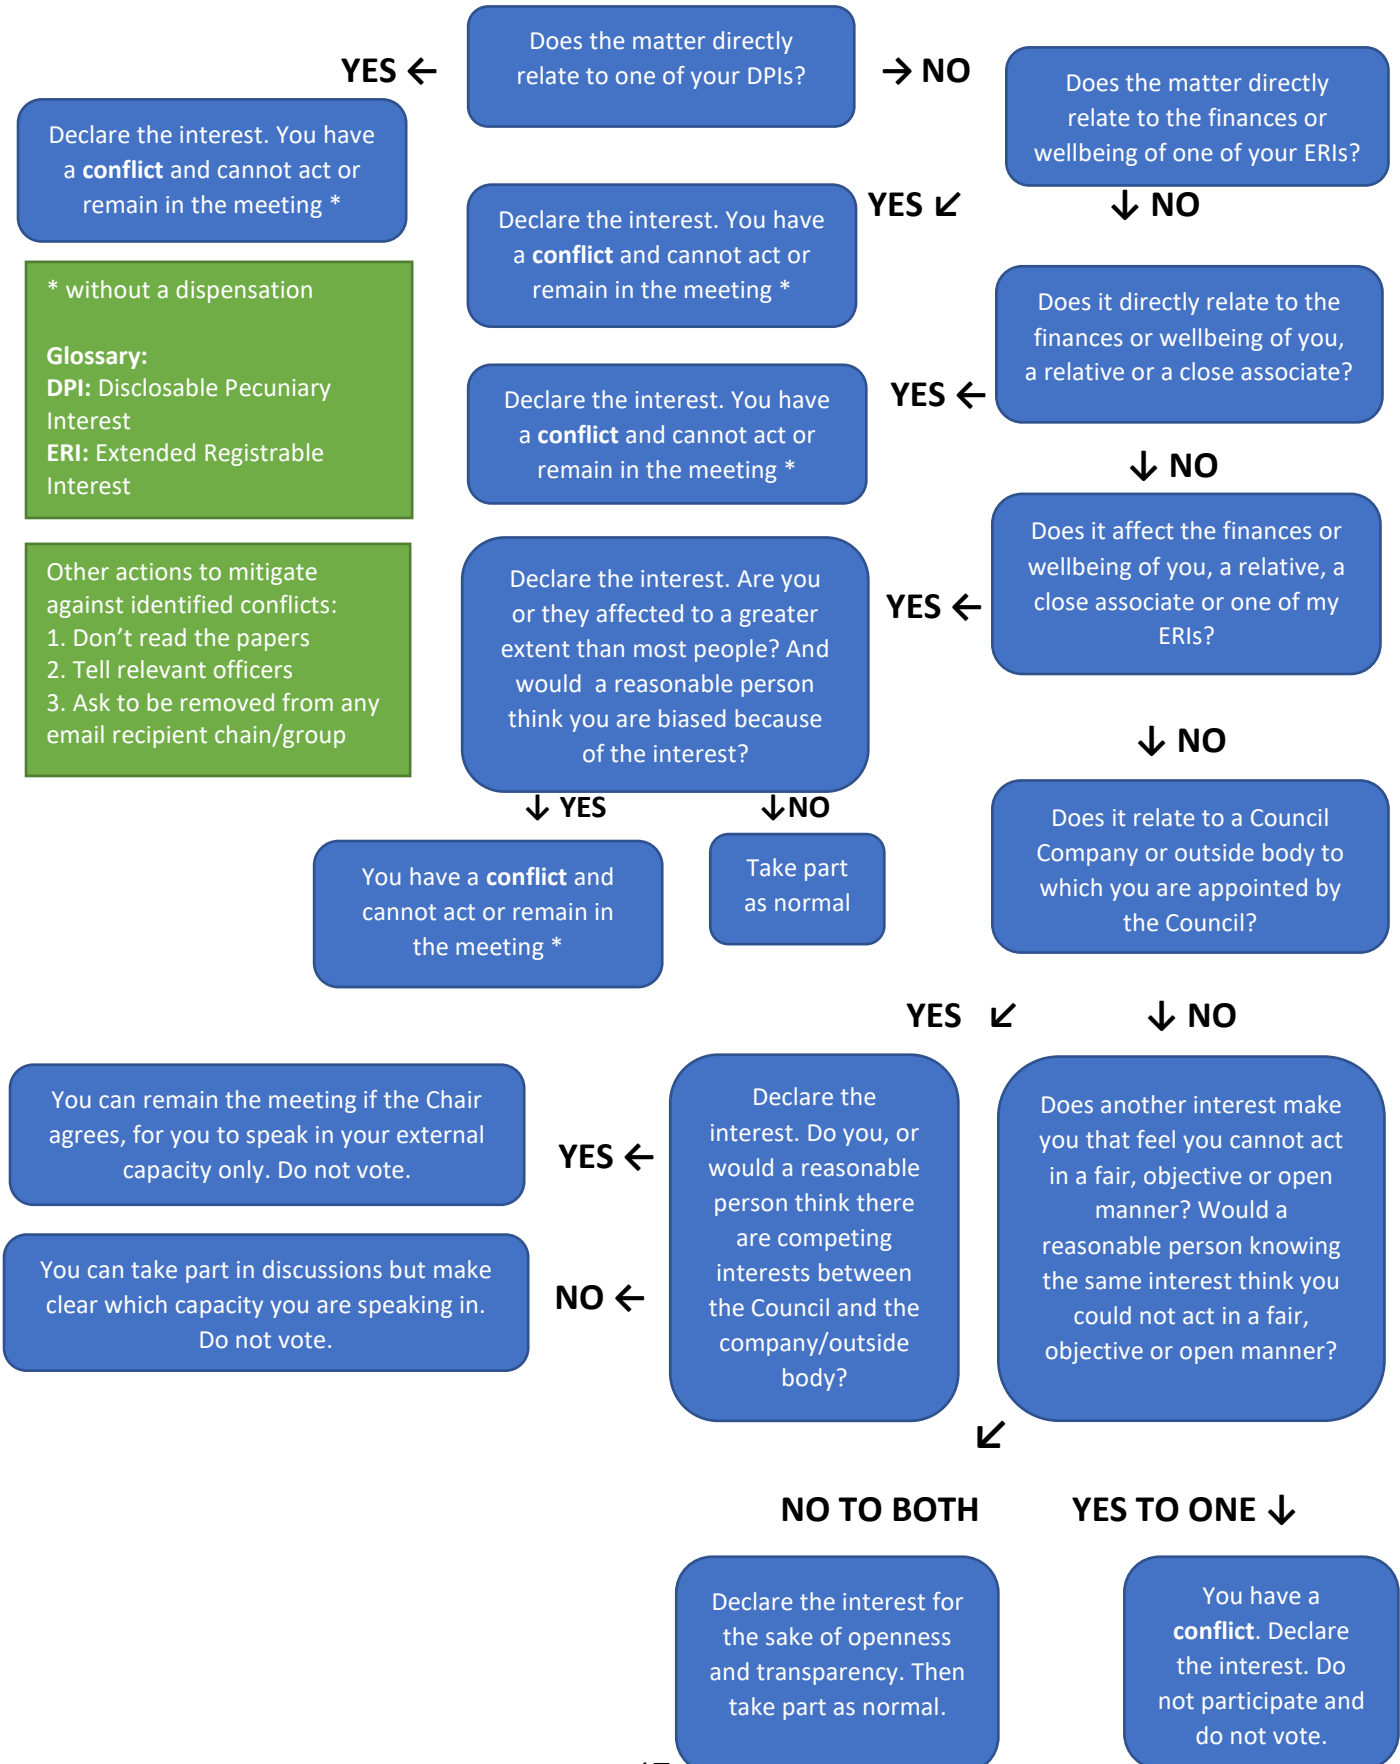 Does the matter directly
relate to one of your DPIs?
YES ←
→ NO
Declare the interest. You have
a conflict and cannot act or
remain in the meeting *
Does the matter directly
relate to the finances or
wellbeing of one of your ERIs?
YES ↙
↓ NO
Declare the interest. You have
a conflict and cannot act or
remain in the meeting *
* without a dispensation
Glossary:
DPI: Disclosable Pecuniary
Interest
ERI: Extended Registrable
Interest
Does it directly relate to the
finances or wellbeing of you,
a relative or a close associate?
YES ←
Declare the interest. You have
a conflict and cannot act or
remain in the meeting *
↓ NO
Does it affect the finances or
wellbeing of you, a relative, a
close associate or one of my
ERIs?
YES ←
Declare the interest. Are you
or they affected to a greater
extent than most people? And
would a reasonable person
think you are biased because
of the interest?
Other actions to mitigate
against identified conflicts:
1. Don’t read the papers
2. Tell relevant officers
3. Ask to be removed from any
email recipient chain/group
↓ YES
↓NO
You have a conflict and
cannot act or remain in
the meeting *
Take part
as normal
↓ NO
Does it relate to a Council
Company or outside body to
which you are appointed by
the Council?
YES ↙
↓ NO
Declare the
interest. Do you, or
would a reasonable
person think there
are competing
interests between
the Council and the
company/outside
body?
YES ←
You can remain the meeting if the Chair
agrees, for you to speak in your external
capacity only. Do not vote.
NO ←
You can take part in discussions but make
clear which capacity you are speaking in.
Do not vote.
Does another interest make
you that feel you cannot act
in a fair, objective or open
manner? Would a
reasonable person knowing
the same interest think you
could not act in a fair,
objective or open manner?
↙
NO TO BOTH
YES TO ONE ↓
Declare the interest for
the sake of openness
and transparency. Then
take part as normal.
You have a
conflict. Declare
the interest. Do
not participate and
do not vote.